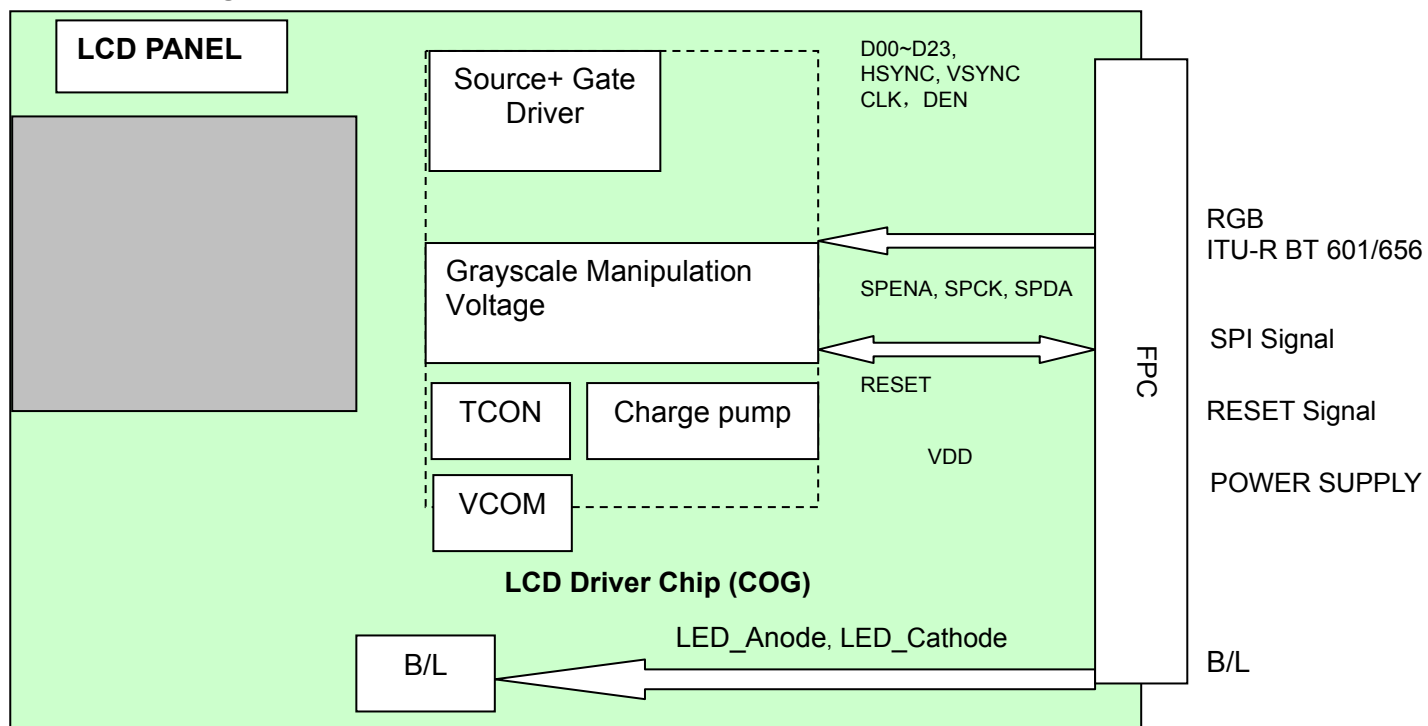 LCD PANEL
Source+ Gate
Driver
D00~D23,
HSYNC, VSYNC
CLK，DEN
Grayscale Manipulation
Voltage
SPENA, SPCK, SPDA
RESET
TCON
Charge pump
VDD
VCOM
LCD Driver Chip (COG)
LED_Anode, LED_Cathode
B/L
FPC
RGB
ITU-R BT 601/656
SPI Signal
RESET Signal
POWER SUPPLY
B/L